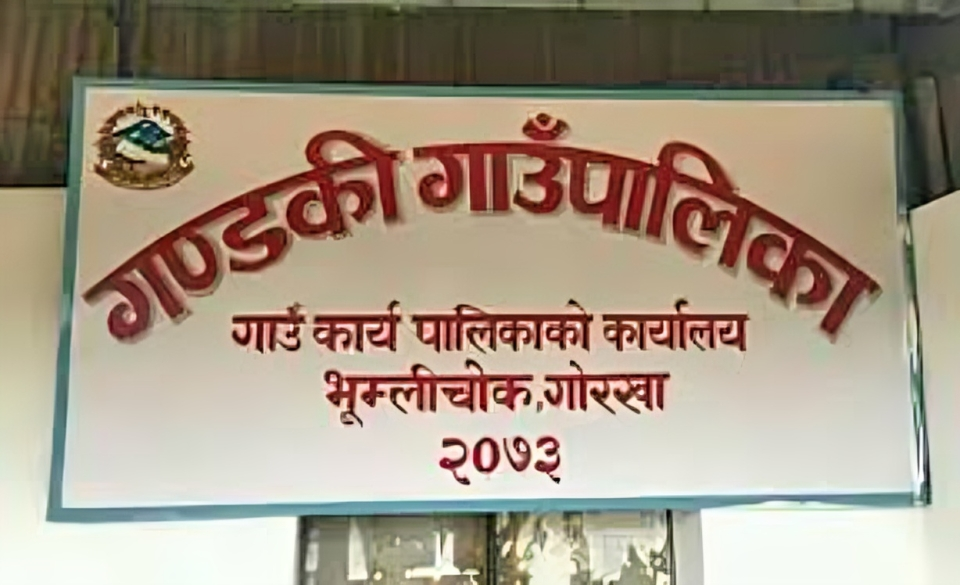 गण्डकी गाउँपालिका
गाउँ कार्य पालिकाको कार्यालय
भूम्लीचोक,गोरखा
२०७३